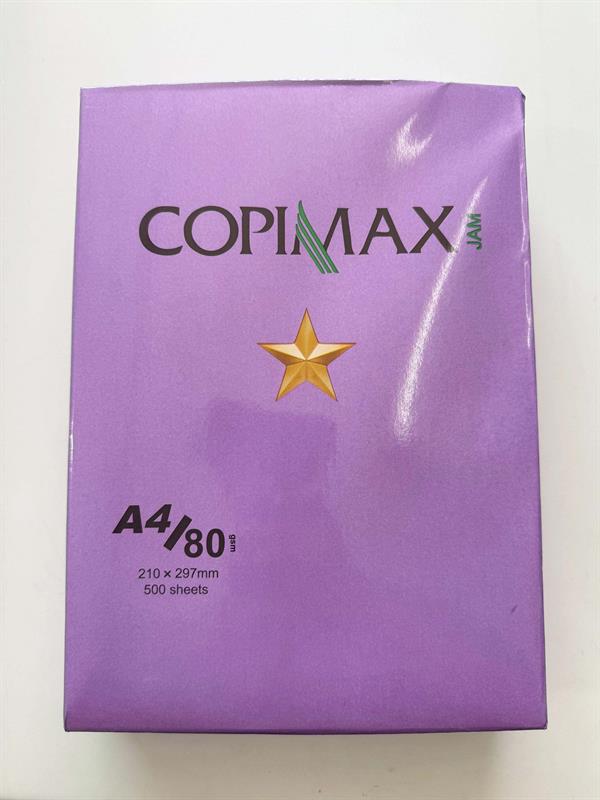 COPIMAX JAM
A4/80 gsm
210 × 297mm
500 sheets